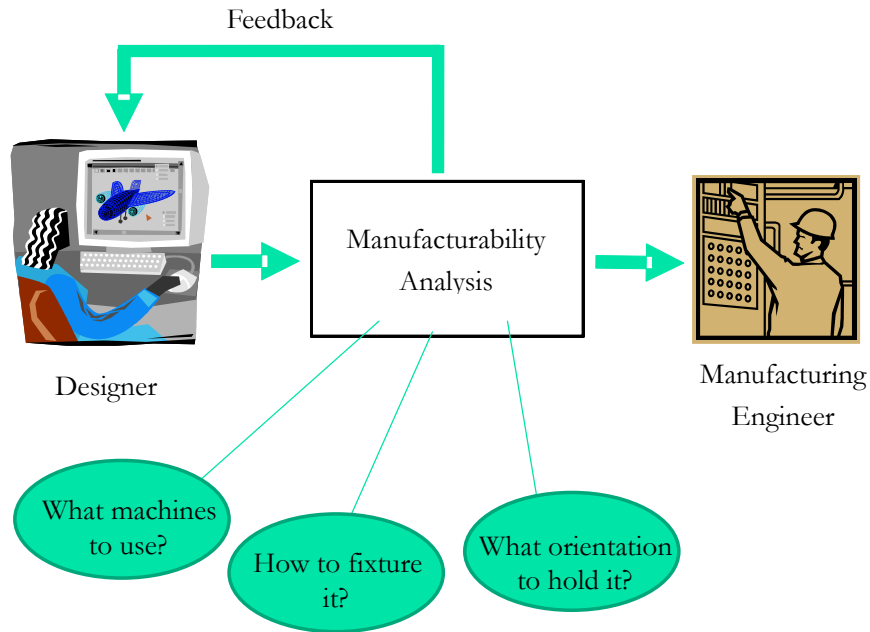 Feedback
Manufacturability
Analysis
Designer
Manufacturing
Engineer
What machines
to use?
How to fixture
it?
What orientation
to hold it?